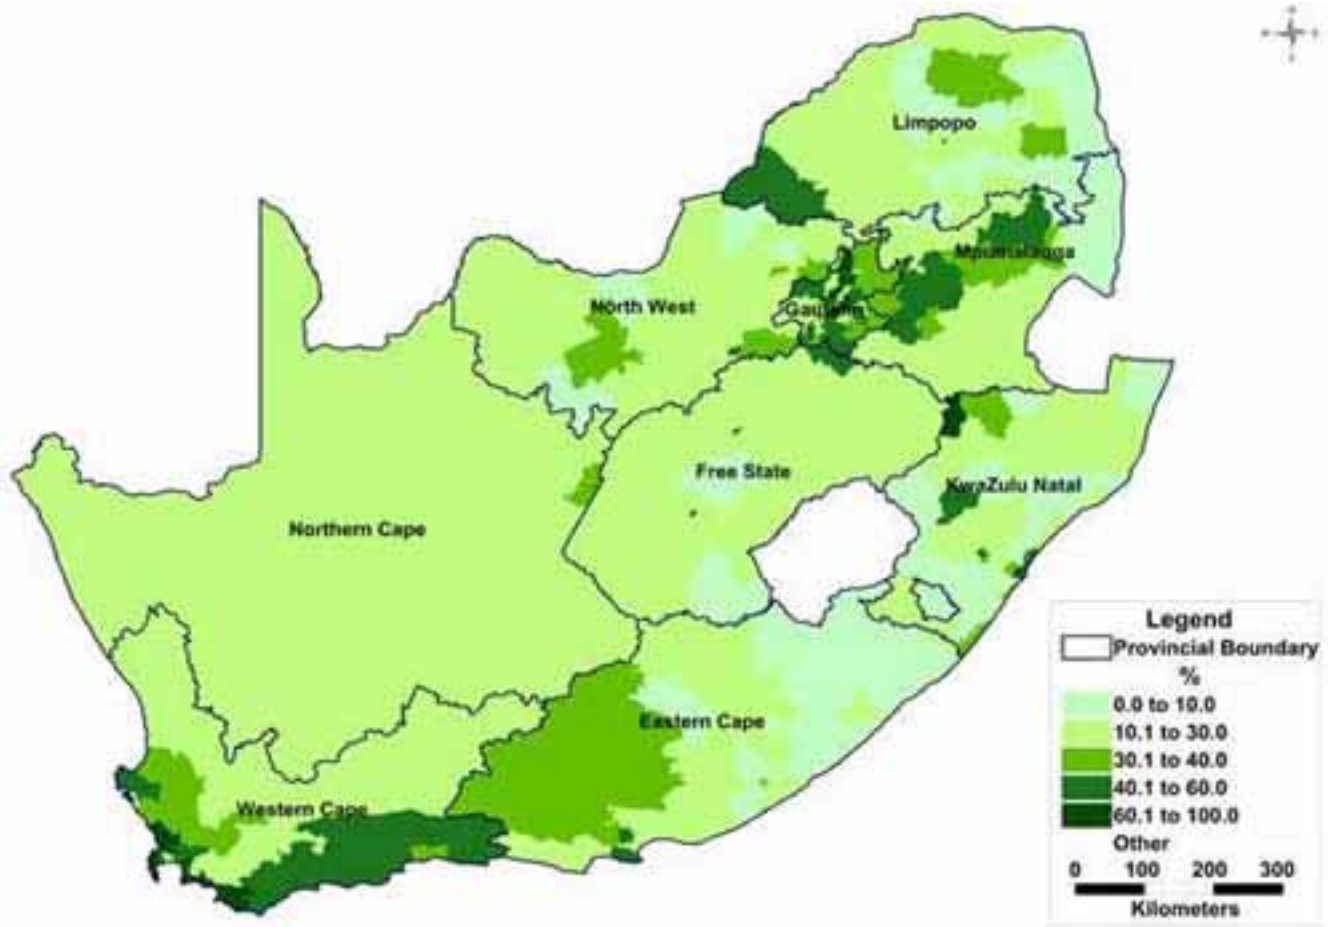 Limpopo
Mpumalanga
North West
Gauteng
Free State
KwaZulu Natal
Northern Cape
Eastern Cape
Western Cape
Legend
Provincial Boundary
%
0.0 to 10.0
10.1 to 30.0
30.1 to 40.0
40.1 to 60.0
60.1 to 100.0
Other
0 100 200 300
Kilometers